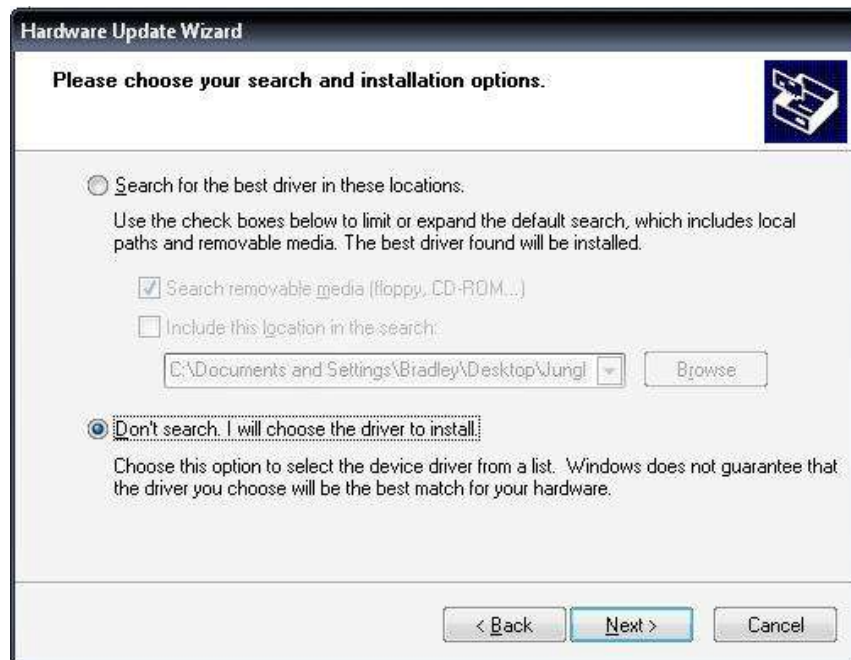 Hardware Update Wizard
Please choose your search and installation options.
Search for the best driver in these locations.
Use the check boxes below to limit or expand the default search, which includes local
paths and removable media. The best driver found will be installed.
Search removable media (floppy, CD-ROM...)
Include this location in the search:
C:\Documents and Settings\Bradley\Desktop\Jungl
Browse
Don't search. I will choose the driver to install.
Choose this option to select the device driver from a list. Windows does not guarantee that
the driver you choose will be the best match for your hardware.
< Back Next > Cancel